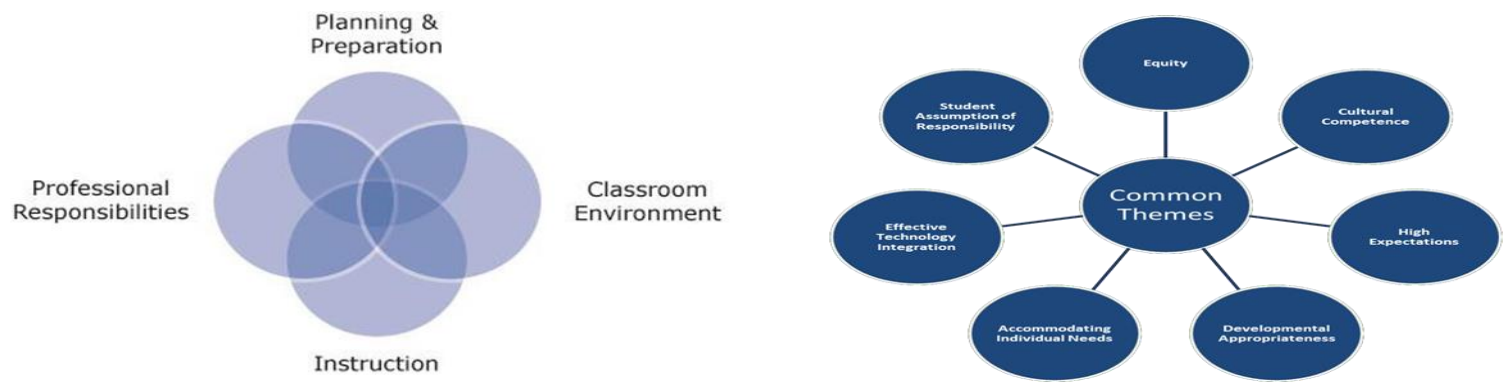 Planning &
Preparation
Professional
Responsibilities
Classroom
Environment
Instruction
Equity
Student
Assumption of
Responsibility
Cultural
Competence
Common
Themes
Effective
Technology
Integration
High
Expectations
Accommodating
Individual Needs
Developmental
Appropriateness